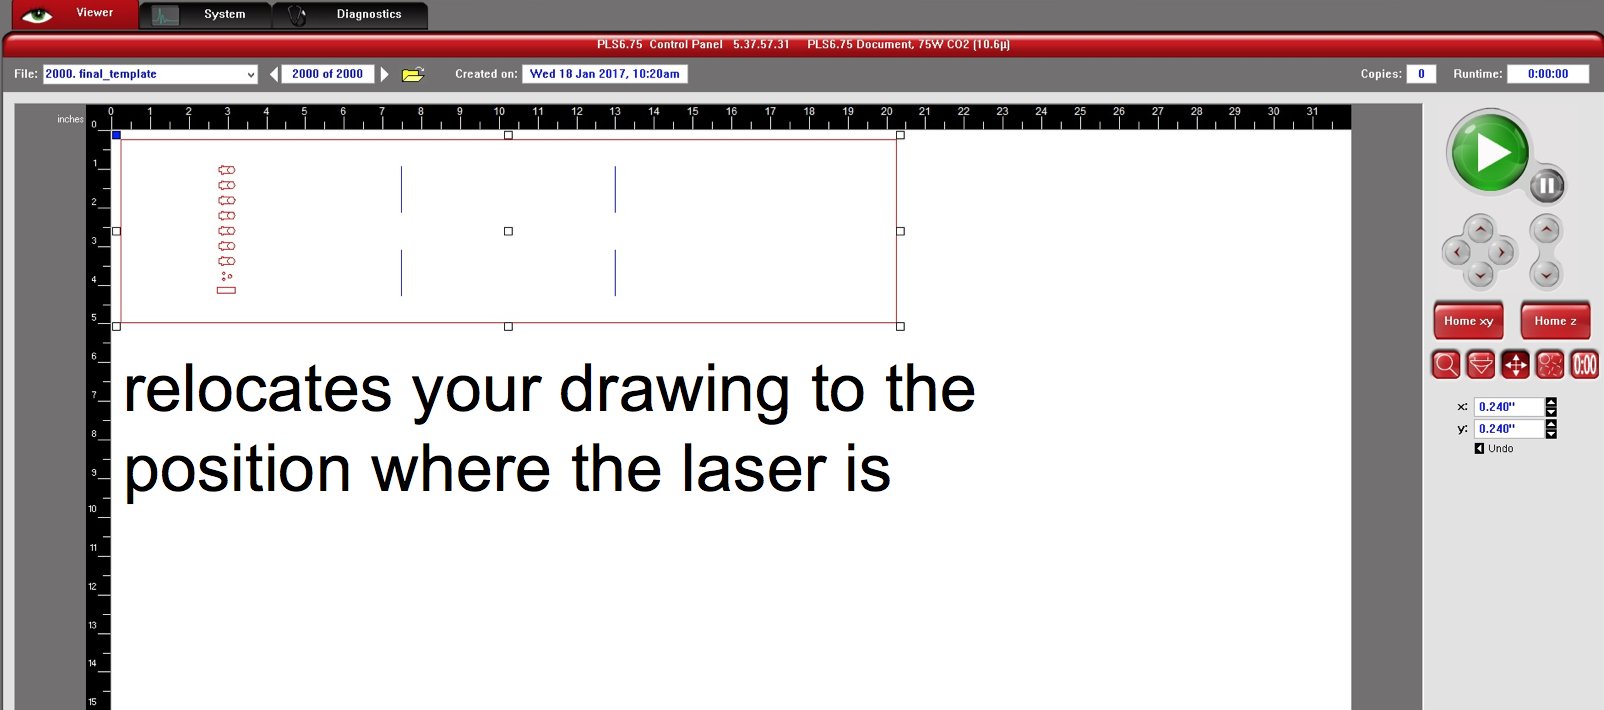 Viewer System Diagnostics
PLS6.75 Control Panel 5.37.57.31 PLS6.75 Document, 75W CO2 (10.6µ)
File: 2000. final_template 2000 of 2000 Created on: Wed 18 Jan 2017, 10:20am Copies: 0 Runtime: 0:00:00
inches
0 1 2 3 4 5 6 7 8 9 10 11 12 13 14 15 16 17 18 19 20 21 22 23 24 25 26 27 28 29 30 31
0
1
2
3
4
5
6
7
8
9
10
11
12
13
14
15
relocates your drawing to the
position where the laser is
Home xy Home z
0:00
x: 0.240"
y: 0.240"
Undo